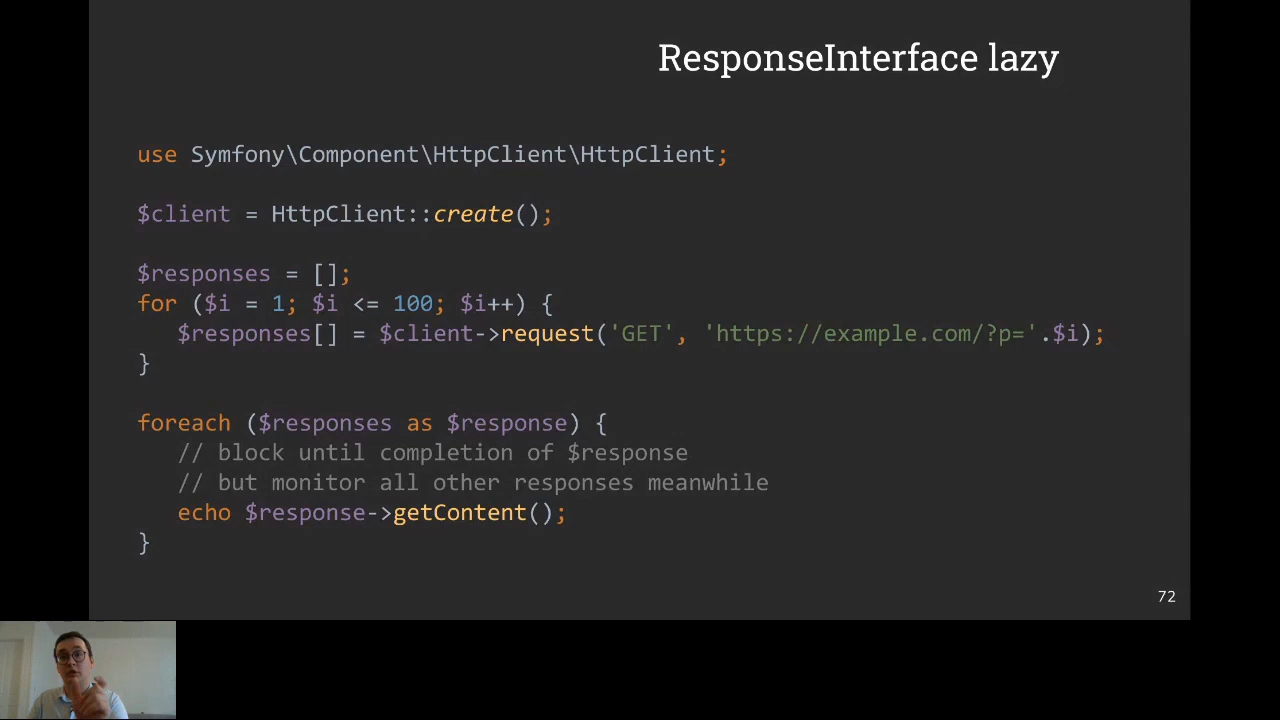 ResponseInterface lazy
use Symfony\Component\HttpClient\HttpClient;
$client = HttpClient::create();
$responses = [];
for ($i = 1; $i <= 100; $i++) {
$responses[] = $client->request('GET', 'https://example.com/?p='.$i);
}
foreach ($responses as $response) {
// block until completion of $response
// but monitor all other responses meanwhile
echo $response->getContent();
}
72